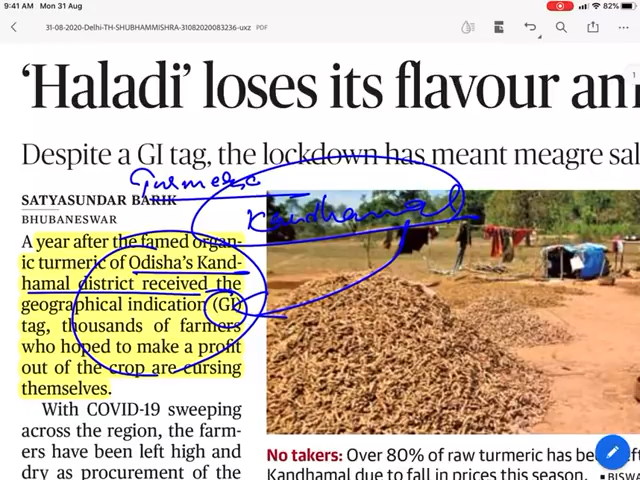 9:41 AM Mon 31 Aug
82%
31-08-2020-Delhi-TH-SHUBHAMMISHRA-31082020083236-uxz PDF
1
'Haladi' loses its flavour
Despite a GI tag, the lockdown has meant meagre
Turmeric
SATYASUNDAR BARIK
BHUBANESWAR
Kandhamal
A year after the famed organ-
ic turmeric of Odisha's Kand-
hamal district received the
geographical indication (GI)
tag, thousands of farmers
who hoped to make a profit
out of the crop are cursing
themselves.
With COVID-19 sweeping
across the region, the farm-
ers have been left high and
dry as procurement of the
No takers: Over 80% of raw turmeric has
Kandhamal due to fall in prices this season.